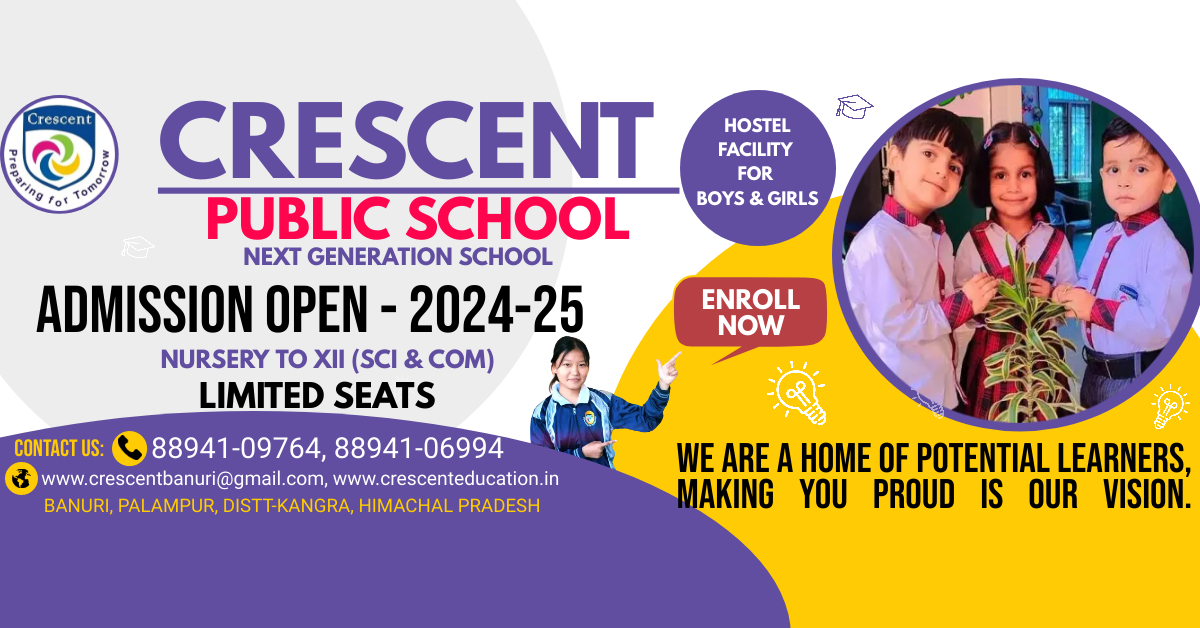 Crescent
Preparing for Tomorrow
CRESCENT
PUBLIC SCHOOL
NEXT GENERATION SCHOOL
ADMISSION OPEN - 2024-25
NURSERY TO XII (SCI & COM)
LIMITED SEATS
CONTACT US: 88941-09764, 88941-06994
www.crescentbanuri@gmail.com, www.crescenteducation.in
BANURI, PALAMPUR, DISTT-KANGRA, HIMACHAL PRADESH
HOSTEL
FACILITY
FOR
BOYS & GIRLS
ENROLL
NOW
WE ARE A HOME OF POTENTIAL LEARNERS,
MAKING YOU PROUD IS OUR VISION.